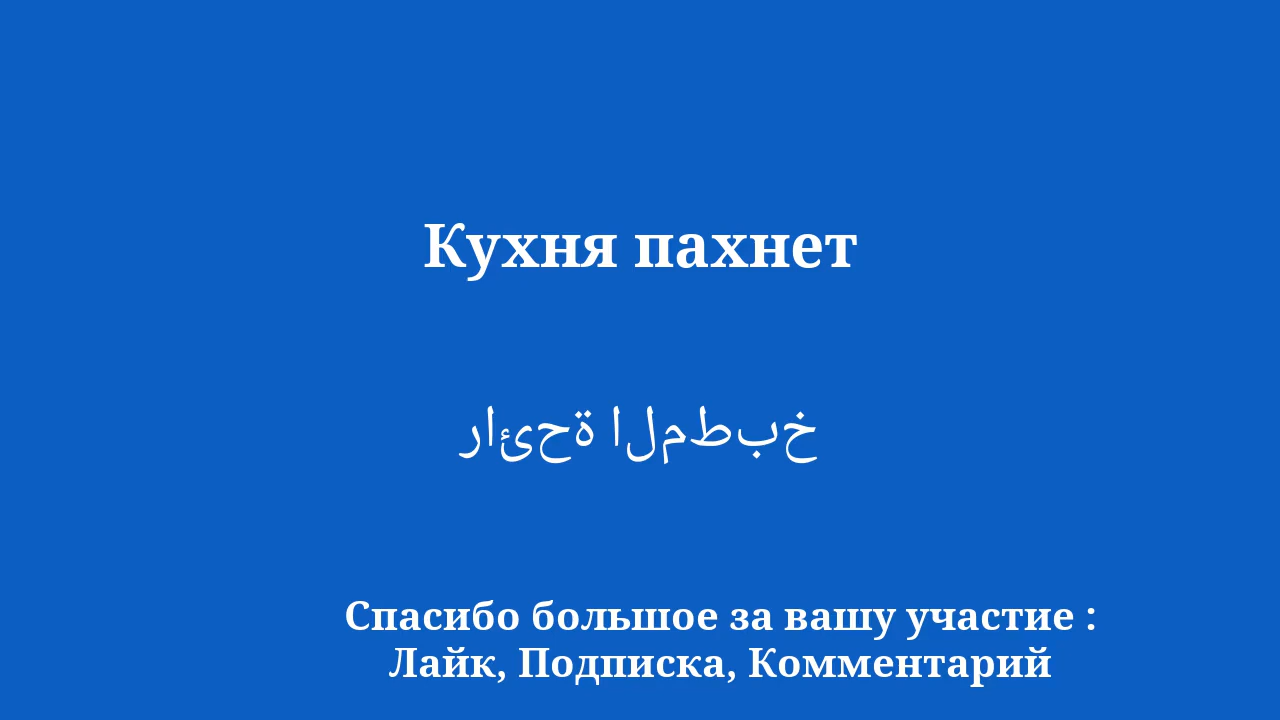 Кухня пахнет
رائحة المطبخ
Спасибо большое за вашу участие :
Лайк, Подписка, Комментарий